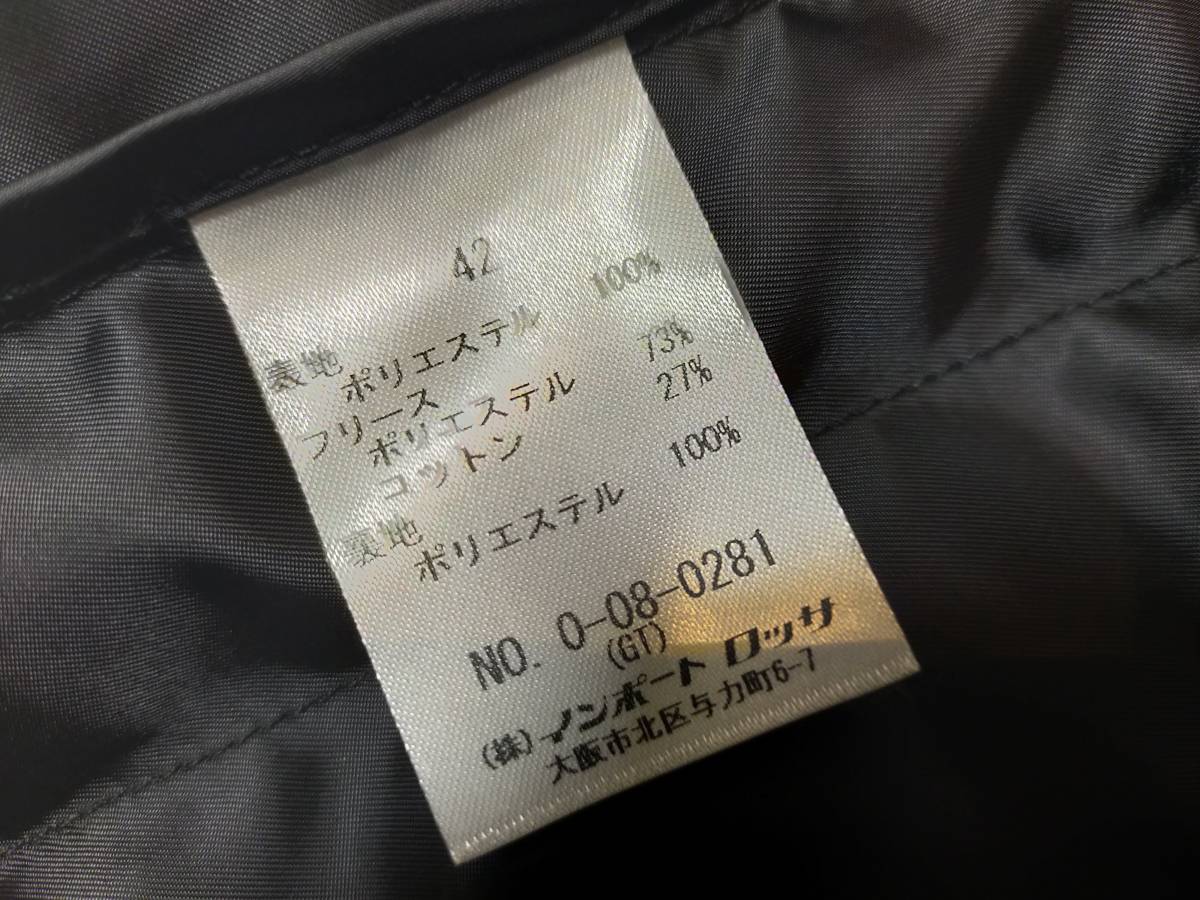 42
表地
ポリエステル 100%
フリース
ポリエステル 73%
コットン 27%
裏地
ポリエステル 100%
NO. 0-08-0281
(GT)
(株)ノンポートロッサ
大阪市北区与力町6-7